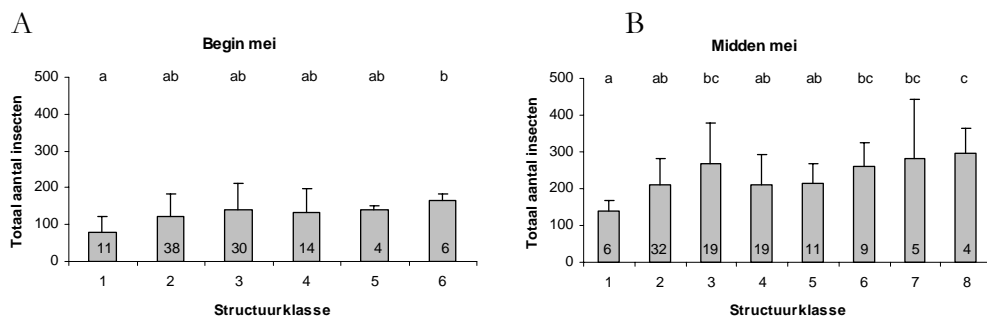 A
Begin mei
a ab ab ab ab b
500
400
300
200
100
0
Totaal aantal insecten
11 38 30 14 4 6
1 2 3 4 5 6
Structuurklasse
B
Midden mei
a ab bc ab ab bc bc c
500
400
300
200
100
0
Totaal aantal insecten
6 32 19 19 11 9 5 4
1 2 3 4 5 6 7 8
Structuurklasse